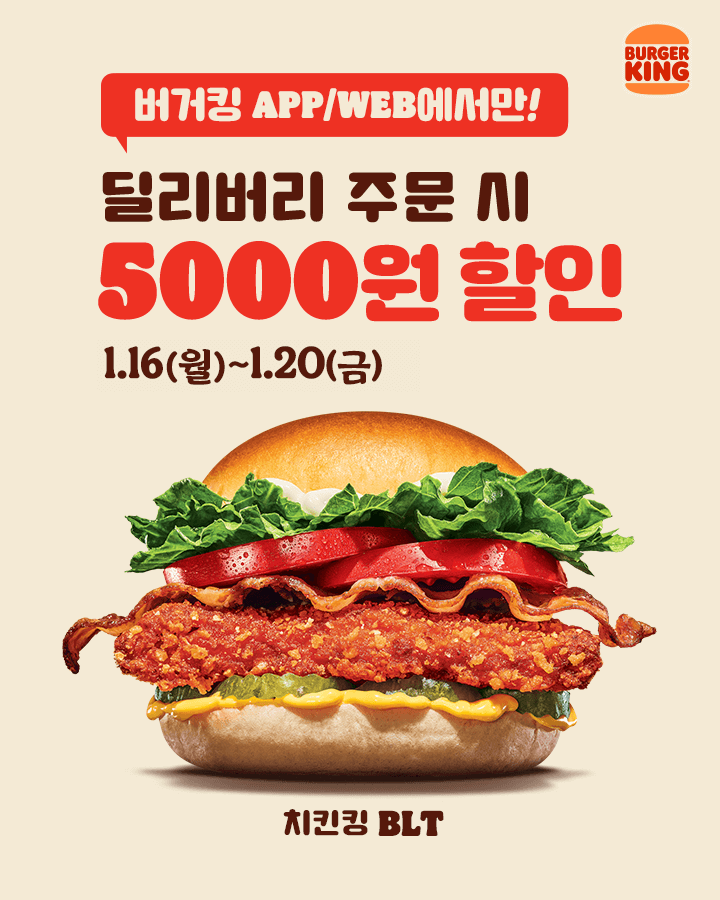 BURGER
KING
버거킹 APP/WEB에서만!
딜리버리 주문 시
5000원 할인
1.16(월)~1.20(금)
치킨킹 BLT